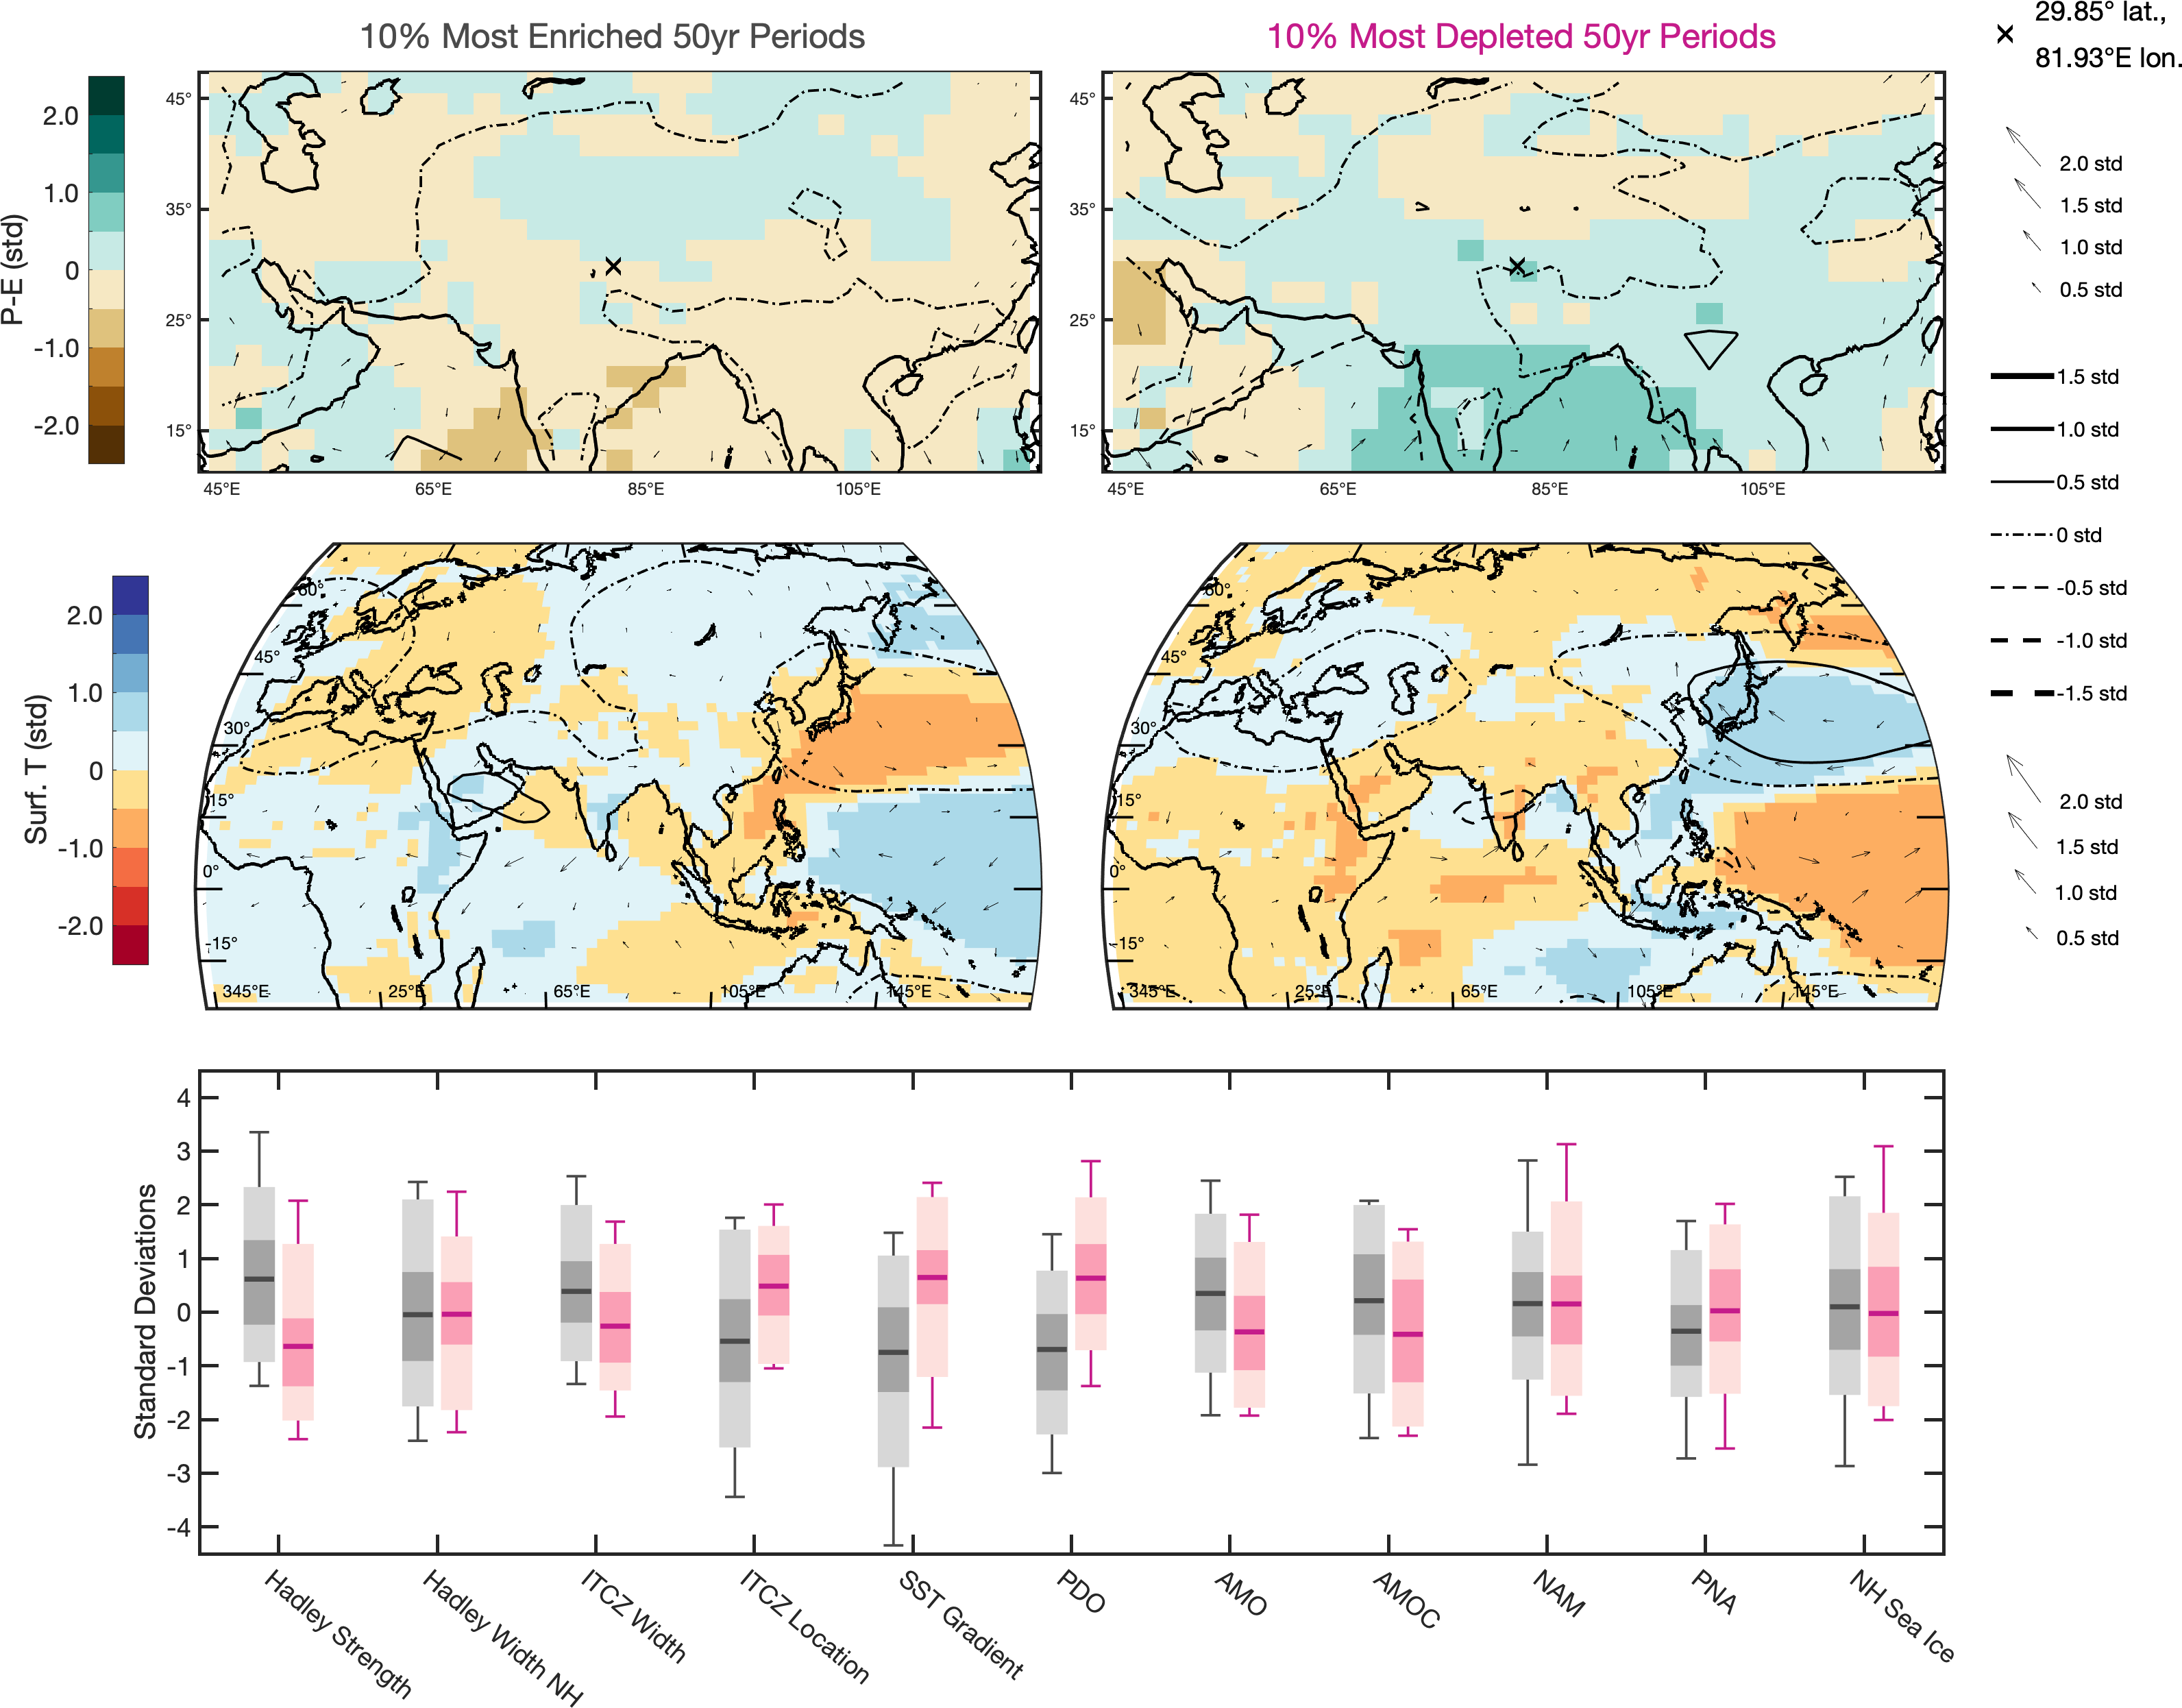 10% Most Enriched 50yr Periods
10% Most Depleted 50yr Periods
29.85° lat.,
81.93°E lon.
P-E (std)
2.0
1.0
0
-1.0
-2.0
45°
35°
25°
15°
45°E
65°E
85°E
105°E
45°
35°
25°
15°
45°E
65°E
85°E
105°E
2.0 std
1.5 std
1.0 std
0.5 std
1.5 std
1.0 std
0.5 std
0 std
-0.5 std
-1.0 std
-1.5 std
2.0 std
1.5 std
1.0 std
0.5 std
Surf. T (std)
2.0
1.0
0
-1.0
-2.0
60°
45°
30°
15°
0°
-15°
345°E
25°E
65°E
105°E
145°E
60°
45°
30°
15°
0°
-15°
345°E
25°E
65°E
105°E
145°E
Standard Deviations
4
3
2
1
0
-1
-2
-3
-4
Hadley Strength
Hadley Width NH
ITCZ Width
ITCZ Location
SST Gradient
PDO
AMO
AMOC
NAM
PNA
NH Sea Ice